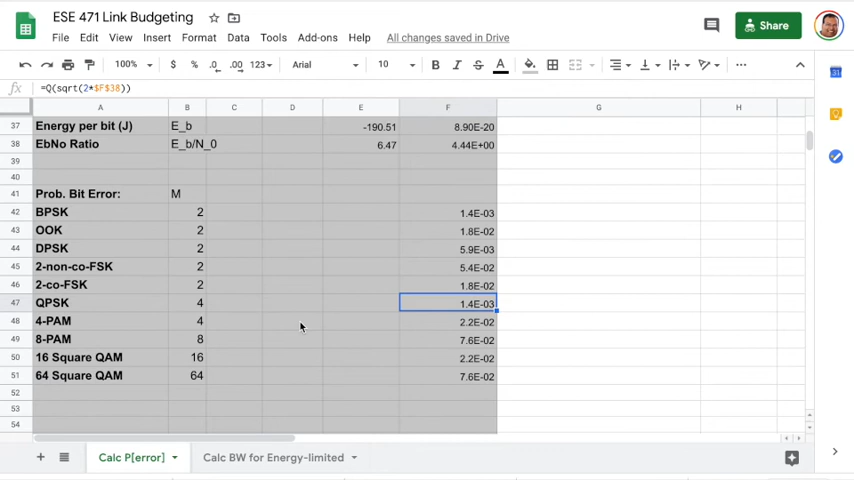 ESE 471 Link Budgeting
File Edit View Insert Format Data Tools Add-ons Help All changes saved in Drive
Share
100% $ % .0 .00 123 Arial 10 B I S A
fx =Q(sqrt(2*$F$38))
A B C D E F G H
37 Energy per bit (J) E_b -190.51 8.90E-20
38 EbNo Ratio E_b/N_0 6.47 4.44E+00
39
40
41 Prob. Bit Error: M
42 BPSK 2 1.4E-03
43 OOK 2 1.8E-02
44 DPSK 2 5.9E-03
45 2-non-co-FSK 2 5.4E-02
46 2-co-FSK 2 1.8E-02
47 QPSK 4 1.4E-03
48 4-PAM 4 2.2E-02
49 8-PAM 8 7.6E-02
50 16 Square QAM 16 2.2E-02
51 64 Square QAM 64 7.6E-02
52
53
54
Calc P[error] Calc BW for Energy-limited
31